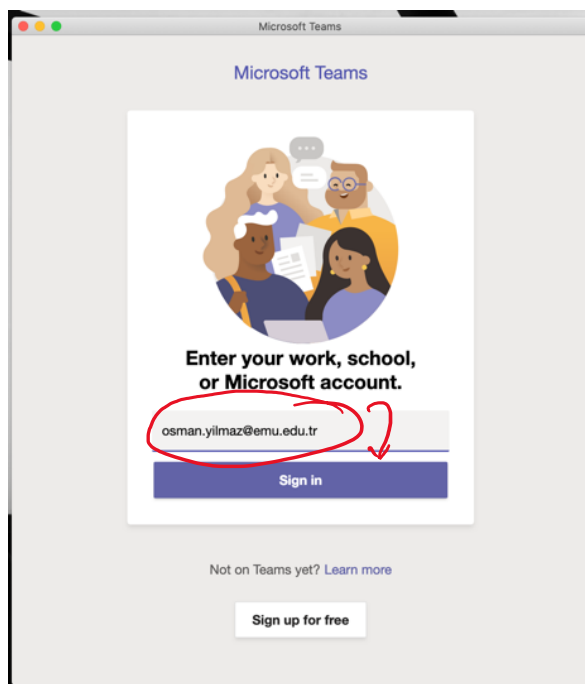 Microsoft Teams
Microsoft Teams
Enter your work, school,
or Microsoft account.
osman.yilmaz@emu.edu.tr
Sign in
Not on Teams yet? Learn more
Sign up for free